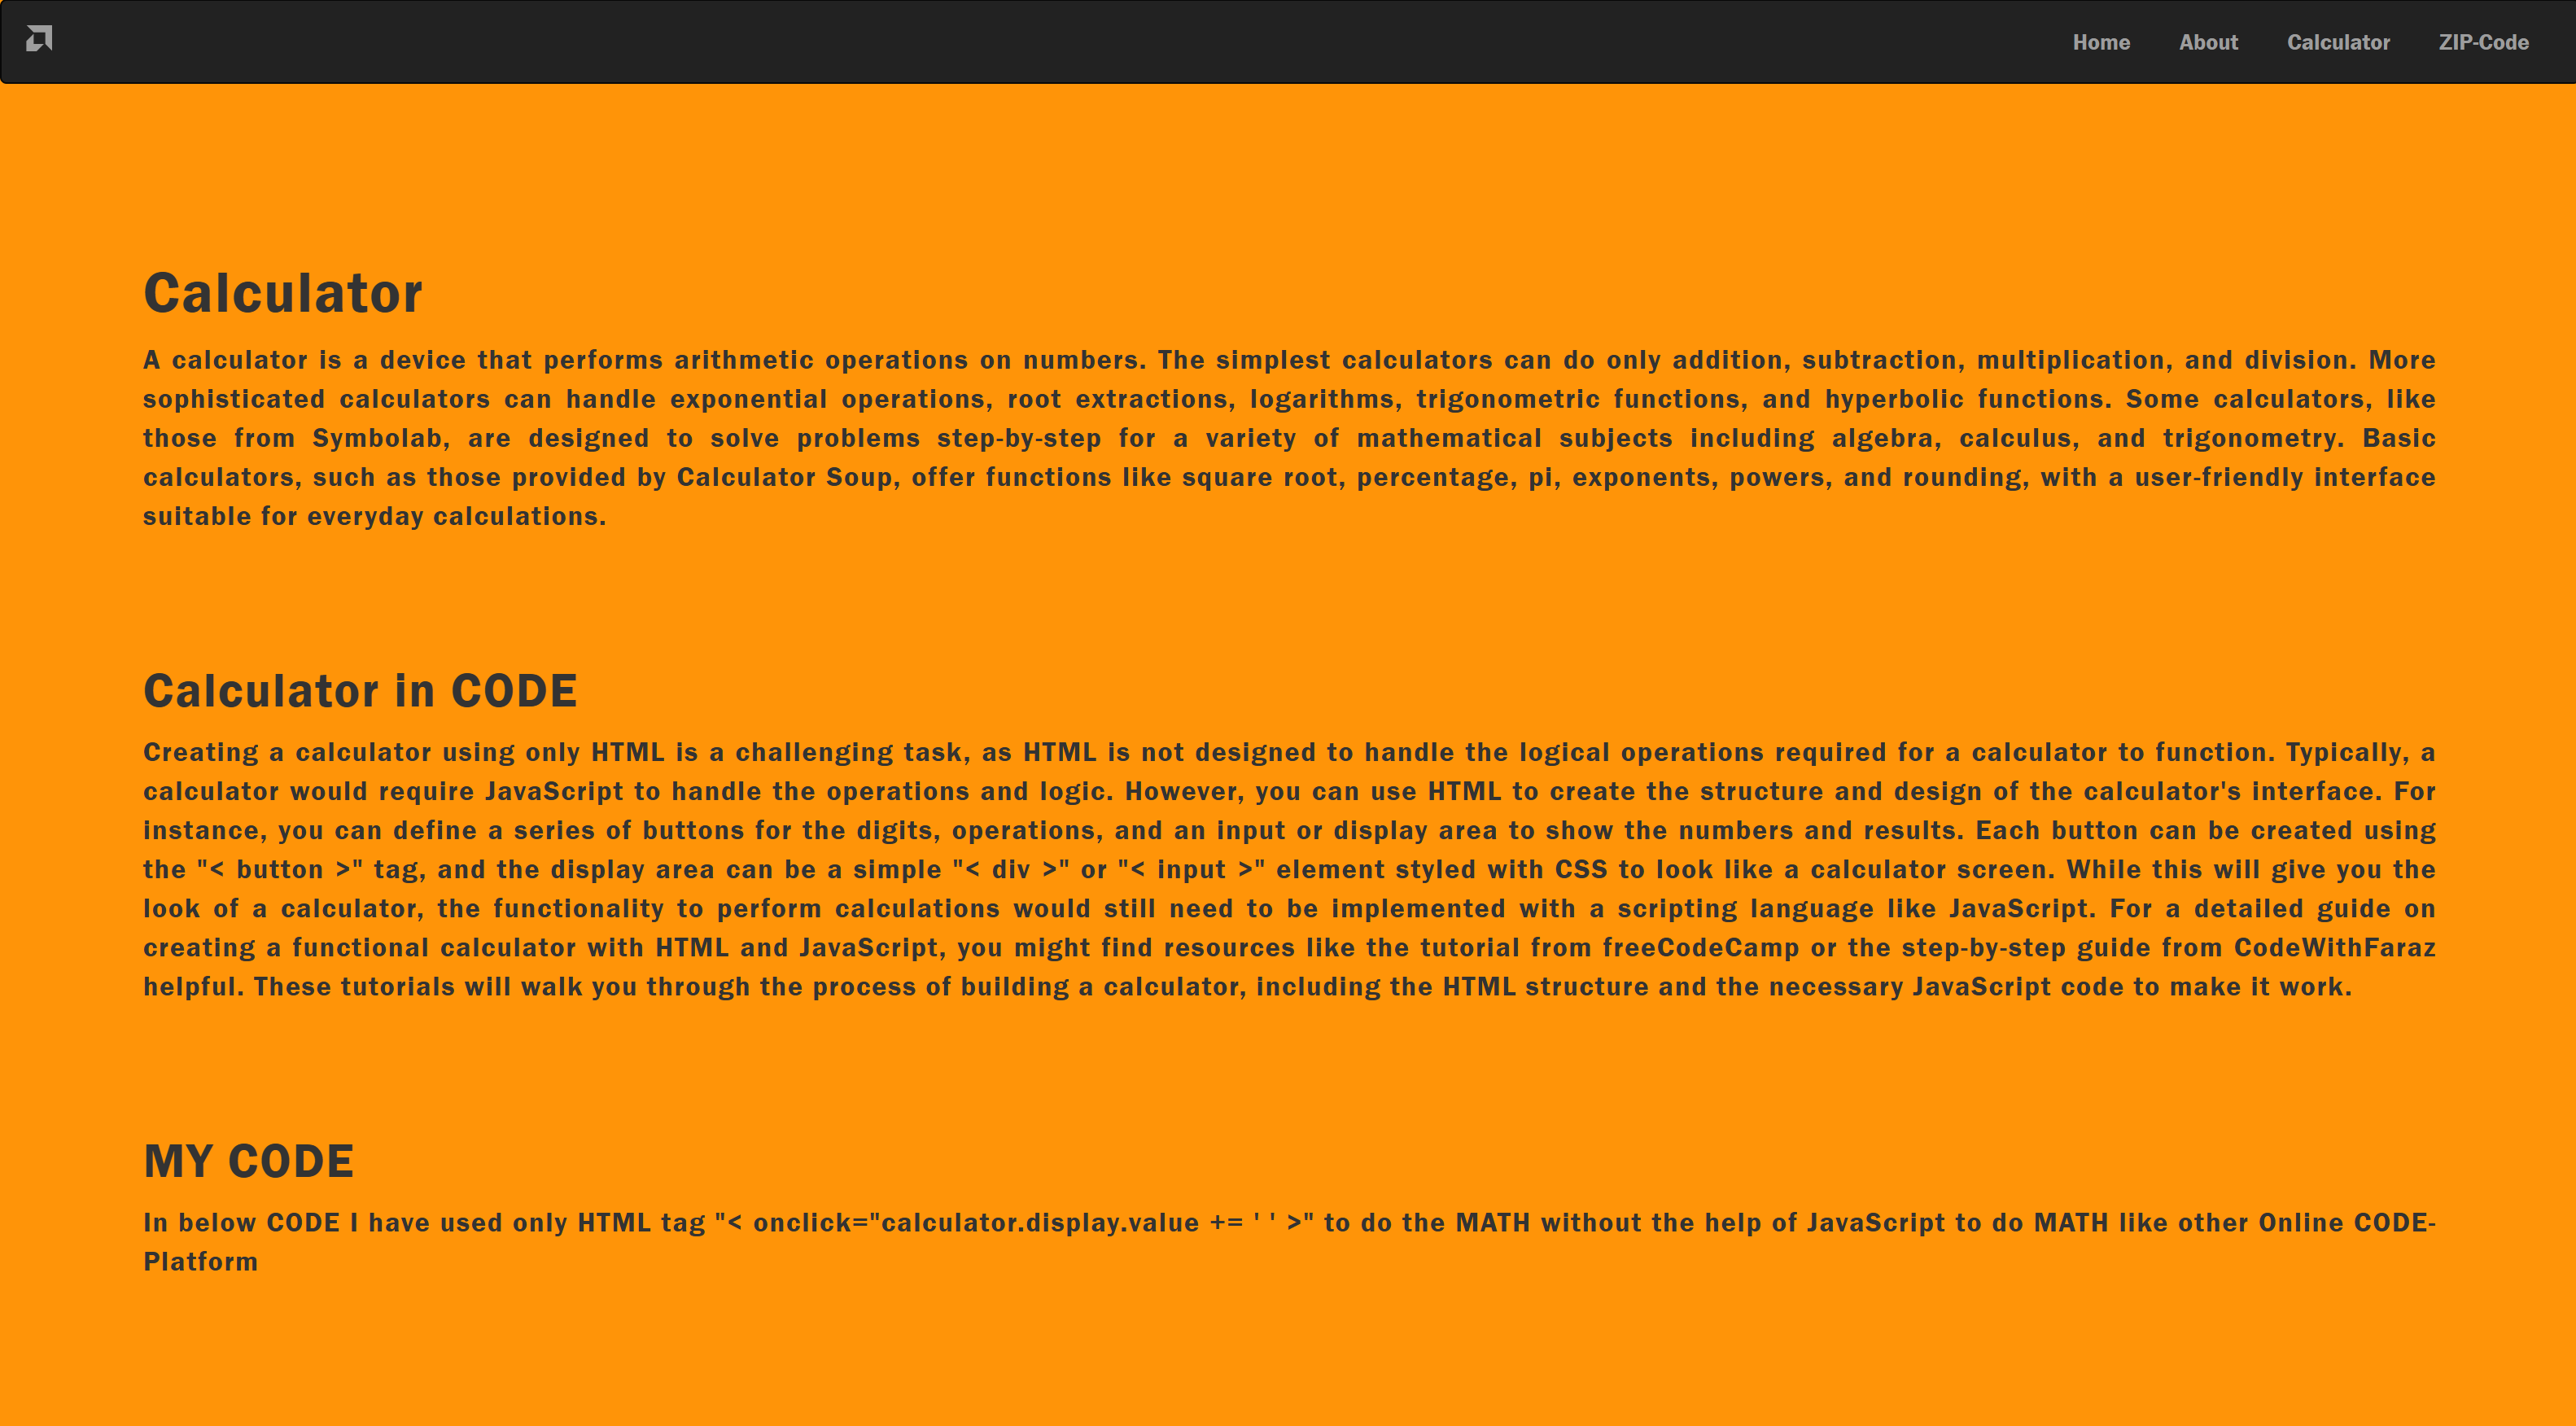 Home About Calculator ZIP-Code
Calculator
A calculator is a device that performs arithmetic operations on numbers. The simplest calculators can do only addition, subtraction, multiplication, and division. More
sophisticated calculators can handle exponential operations, root extractions, logarithms, trigonometric functions, and hyperbolic functions. Some calculators, like
those from Symbolab, are designed to solve problems step-by-step for a variety of mathematical subjects including algebra, calculus, and trigonometry. Basic
calculators, such as those provided by Calculator Soup, offer functions like square root, percentage, pi, exponents, powers, and rounding, with a user-friendly interface
suitable for everyday calculations.
Calculator in CODE
Creating a calculator using only HTML is a challenging task, as HTML is not designed to handle the logical operations required for a calculator to function. Typically, a
calculator would require JavaScript to handle the operations and logic. However, you can use HTML to create the structure and design of the calculator's interface. For
instance, you can define a series of buttons for the digits, operations, and an input or display area to show the numbers and results. Each button can be created using
the "< button >" tag, and the display area can be a simple "< div >" or "< input >" element styled with CSS to look like a calculator screen. While this will give you the
look of a calculator, the functionality to perform calculations would still need to be implemented with a scripting language like JavaScript. For a detailed guide on
creating a functional calculator with HTML and JavaScript, you might find resources like the tutorial from freeCodeCamp or the step-by-step guide from CodeWithFaraz
helpful. These tutorials will walk you through the process of building a calculator, including the HTML structure and the necessary JavaScript code to make it work.
MY CODE
In below CODE I have used only HTML tag "< onclick="calculator.display.value += ' ' >" to do the MATH without the help of JavaScript to do MATH like other Online CODE-
Platform